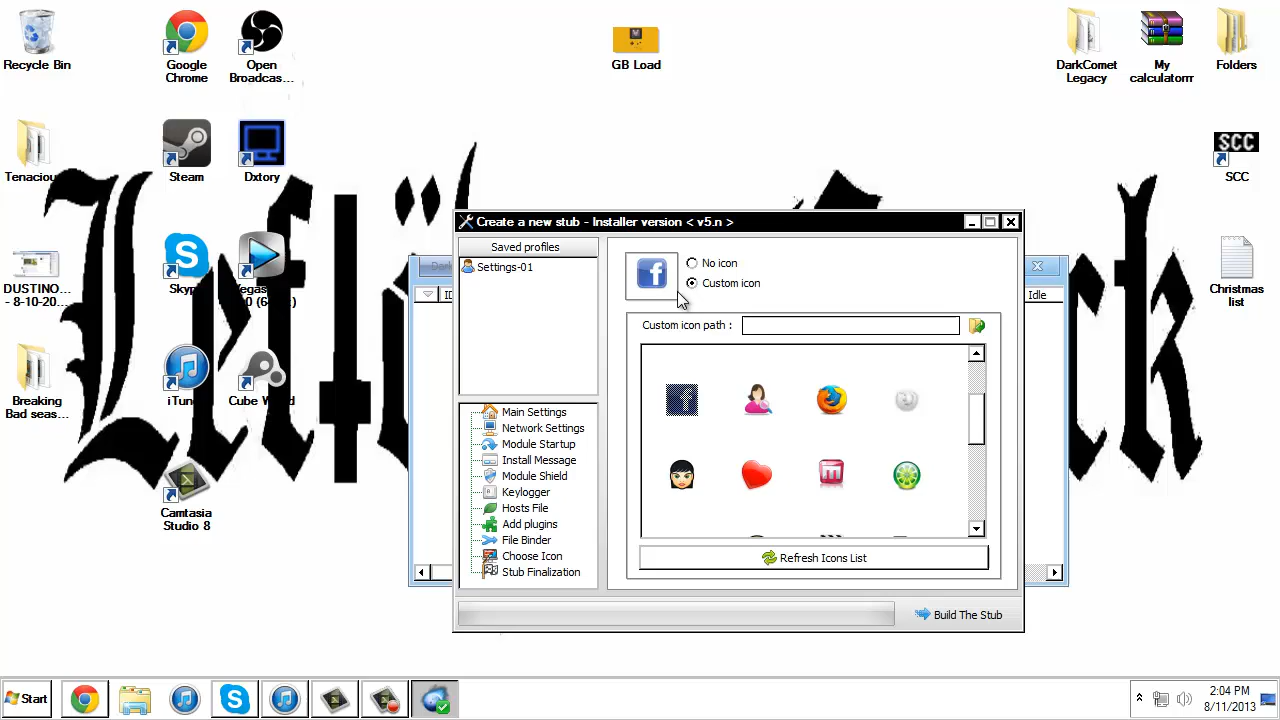 Recycle Bin
Google
Chrome
Open
Broadcas...
GB Load
DarkComet
Legacy
My
calculatorrr
Folders
Steam
Dxtory
SCC
SCC
DUSTINO...
- 8-10-20...
Christmas
list
Breaking
Bad seas...
Camtasia
Studio 8
Create a new stub - Installer version < v5.n >
Saved profiles
Settings-01
No icon
Custom icon
Custom icon path :
Idle
Main Settings
Network Settings
Module Startup
Install Message
Module Shield
Keylogger
Hosts File
Add plugins
File Binder
Choose Icon
Stub Finalization
Refresh Icons List
Build The Stub
Start
2:04 PM
8/11/2013